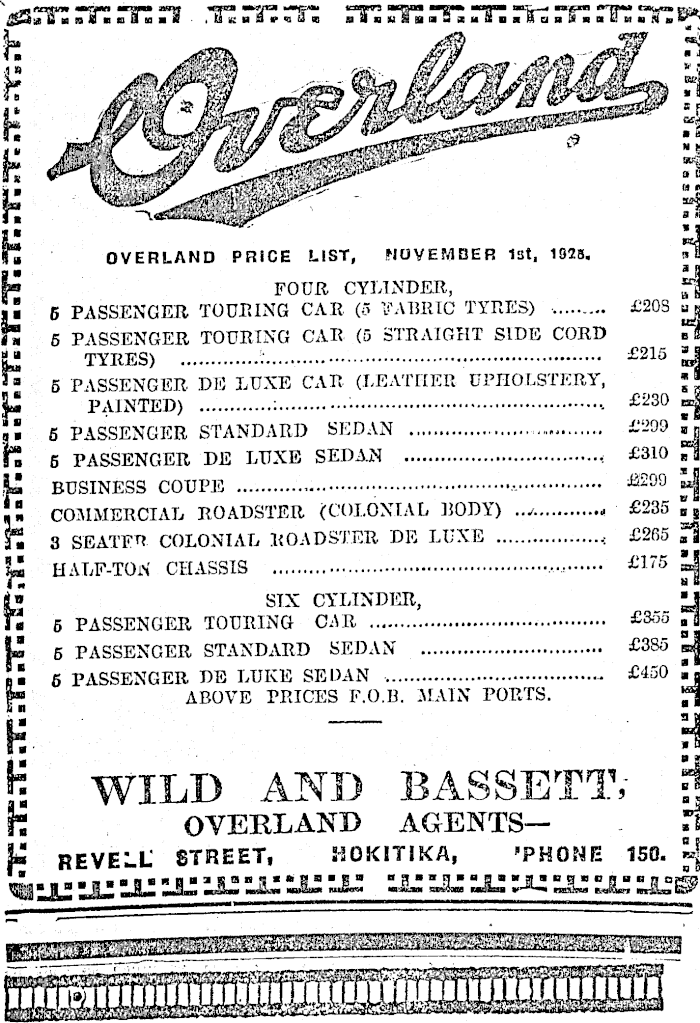 Overland
OVERLAND PRICE LIST, NOVEMBER 1st, 1925.
FOUR CYLINDER,
5 PASSENGER TOURING CAR (5 FABRIC TYRES) ........ £208
5 PASSENGER TOURING CAR (5 STRAIGHT SIDE CORD
TYRES) ........ £215
5 PASSENGER DE LUXE CAR (LEATHER UPHOLSTERY,
PAINTED) ........ £230
5 PASSENGER STANDARD SEDAN ........ £299
5 PASSENGER DE LUXE SEDAN ........ £310
BUSINESS COUPE ........ £299
COMMERCIAL ROADSTER (COLONIAL BODY) ........ £235
3 SEATER COLONIAL ROADSTER DE LUXE ........ £265
HALF-TON CHASSIS ........ £175
SIX CYLINDER,
5 PASSENGER TOURING CAR ........ £355
5 PASSENGER STANDARD SEDAN ........ £385
5 PASSENGER DE LUKE SEDAN ........ £450
ABOVE PRICES F.O.B. MAIN PORTS.
WILD AND BASSETT,
OVERLAND AGENTS—
REVELL STREET, HOKITIKA, 'PHONE 150.